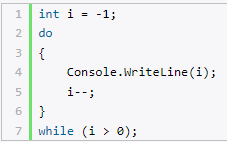 1 int i = -1;
2 do
3 {
4     Console.WriteLine(i);
5     i--;
6 }
7 while (i > 0);